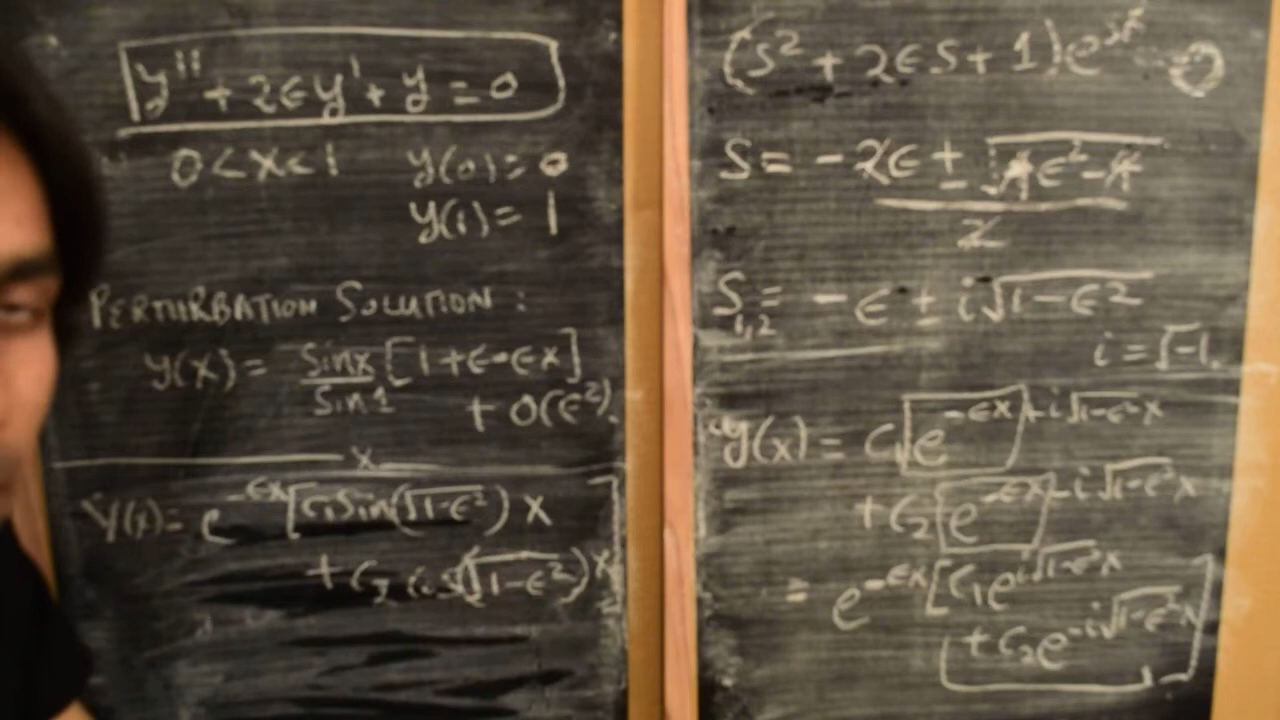 y'' + 2ϵy' + y = 0
0 < x < 1 y(0) = 0
y(1) = 1
PERTURBATION SOLUTION :
y(x) = sinx/sin1 [1 + ϵ - ϵx]
+ O(ϵ²).
x
y(x) = e^{-ϵx} [C₁ sin(√(1-ϵ²)) x
+ C₂ cos(√(1-ϵ²)) x]
(s² + 2ϵs + 1) e^{sx} = 0
s = (-2ϵ ± √(4ϵ² - 4))/2
s₁,₂ = -ϵ ± i√(1-ϵ²)
i = √-1.
y(x) = C₁ e^{-ϵx + i√(1-ϵ²)x}
+ C₂ e^{-ϵx - i√(1-ϵ²)x}
= e^{-ϵx} [C₁ e^{i√(1-ϵ²)x}
+ C₂ e^{-i√(1-ϵ²)x}]